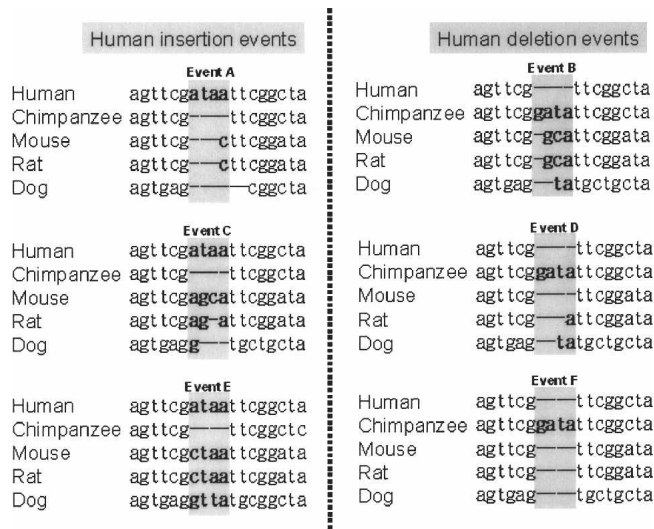 Human insertion events
Event A
Human agttcgataattcggcta
Chimpanzee agttcg————ttcggcta
Mouse agttcg———cttcggata
Rat agttcg———cttcggata
Dog agtgag——————cggcta
Event C
Human agttcgataattcggcta
Chimpanzee agttcg————ttcggcta
Mouse agttcgagcattcggata
Rat agttcgag—attcggata
Dog agtgagg———tgctgcta
Event E
Human agttcgataattcggcta
Chimpanzee agttcg————ttcggctc
Mouse agttcgctaattcggata
Rat agttcgctaattcggata
Dog agtgaggttatgcggcta
Human deletion events
Event B
Human agttcg————ttcggcta
Chimpanzee agttcggatattcggcta
Mouse agttcg—gcattcggata
Rat agttcg—gcattcggata
Dog agtgag——tatgctgcta
Event D
Human agttcg————ttcggcta
Chimpanzee agttcggatattcggcta
Mouse agttcg————ttcggata
Rat agttcg———attcggata
Dog agtgag——tatgctgcta
Event F
Human agttcg————ttcggcta
Chimpanzee agttcggatattcggcta
Mouse agttcg————ttcggata
Rat agttcg————ttcggata
Dog agtgag————tgctgcta